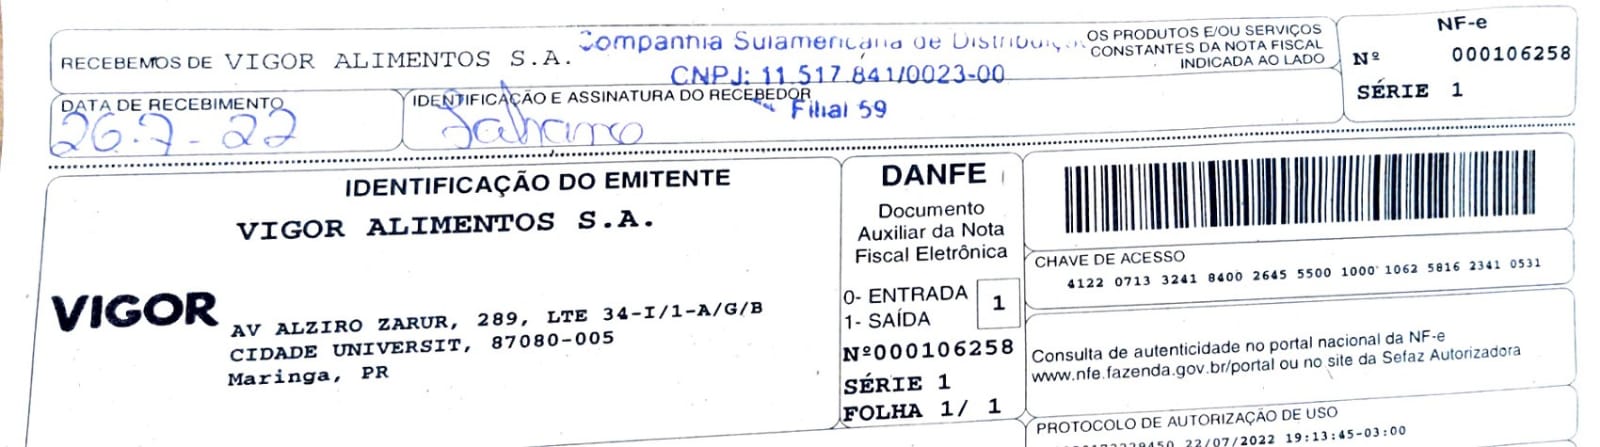 RECEBEMOS DE VIGOR ALIMENTOS S.A.
Companhia Sulamericana de Distribuiç
CNPJ: 11.517.841/0023-00
Filial 59
OS PRODUTOS E/OU SERVIÇOS
CONSTANTES DA NOTA FISCAL
INDICADA AO LADO
NF-e
Nº 000106258
SÉRIE 1
DATA DE RECEBIMENTO
26.7-22
IDENTIFICAÇÃO E ASSINATURA DO RECEBEDOR
IDENTIFICAÇÃO DO EMITENTE
VIGOR ALIMENTOS S.A.
VIGOR
AV ALZIRO ZARUR, 289, LTE 34-I/1-A/G/B
CIDADE UNIVERSIT, 87080-005
Maringa, PR
DANFE
Documento
Auxiliar da Nota
Fiscal Eletrônica
0- ENTRADA
1- SAÍDA
1
Nº000106258
SÉRIE 1
FOLHA 1/ 1
CHAVE DE ACESSO
4122 0713 3241 8400 2645 5500 1000 1062 5816 2341 0531
Consulta de autenticidade no portal nacional da NF-e
www.nfe.fazenda.gov.br/portal ou no site da Sefaz Autorizadora
PROTOCOLO DE AUTORIZAÇÃO DE USO
22/07/2022 19:13:45-03:00